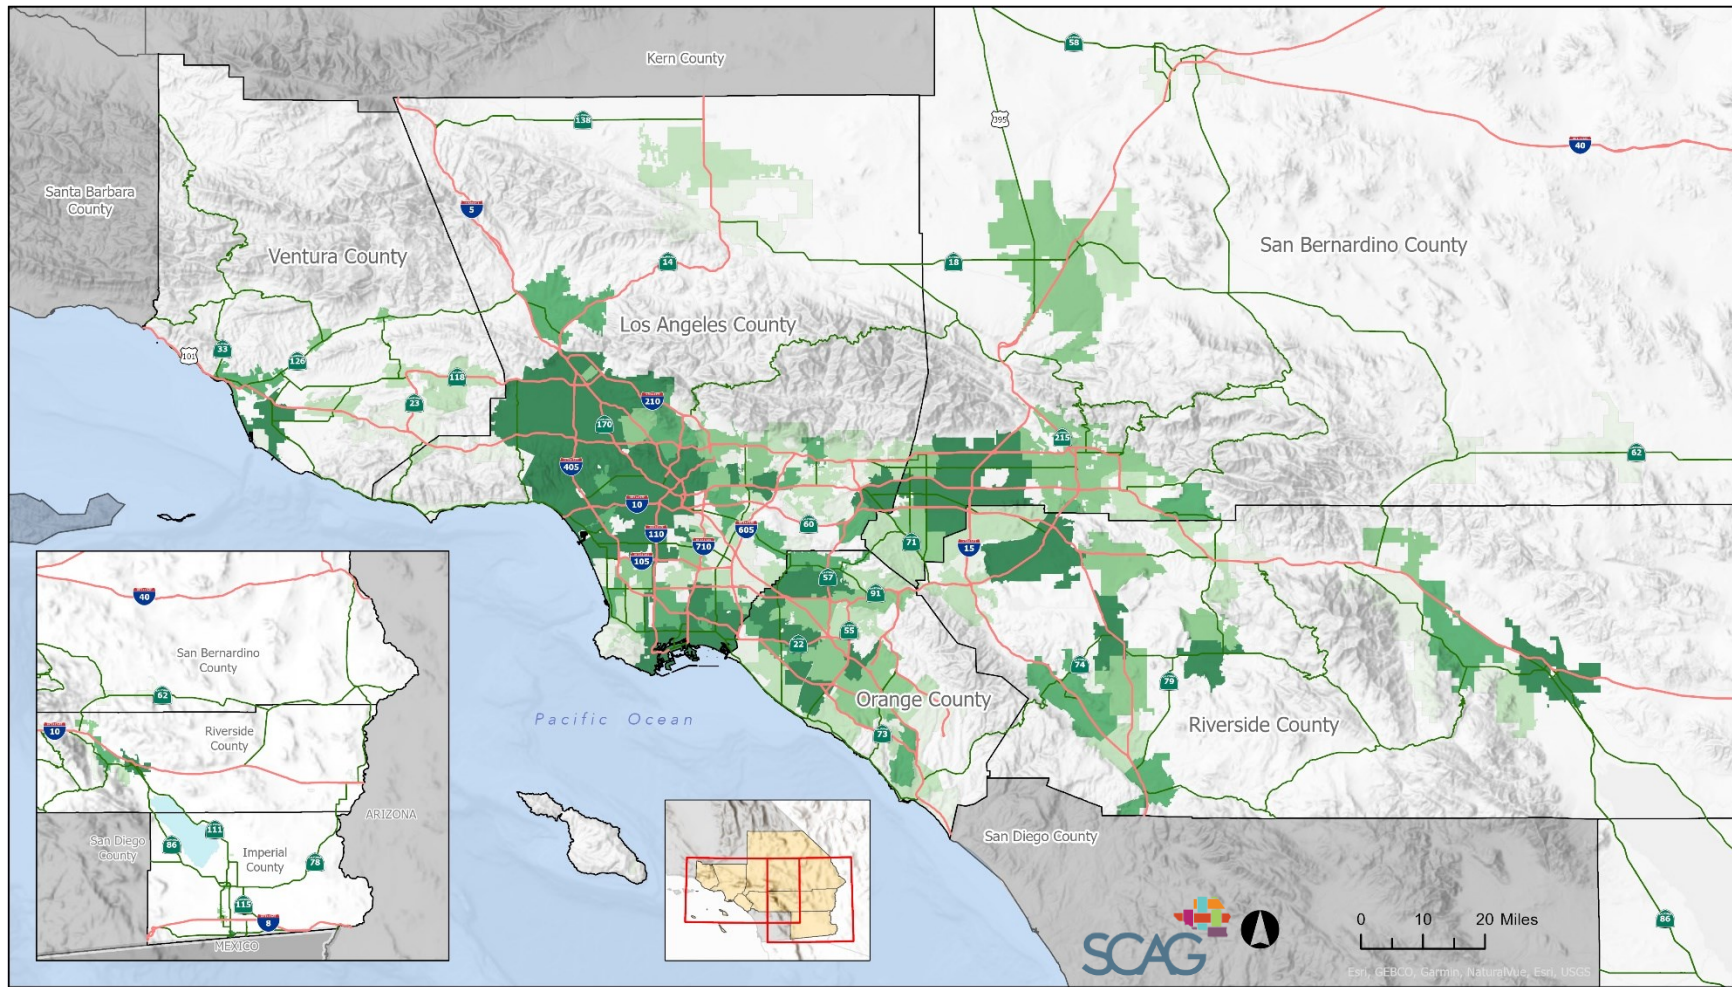 58
Kern County
395
138
40
Santa Barbara
County
5
Ventura County
San Bernardino County
14
18
Los Angeles County
33
101
126
118
23
210
170
215
405
62
10
60
605
110
71
710
15
105
57
91
55
22
74
79
Orange County
Riverside County
73
Pacific Ocean
San Diego County
86
40
San Bernardino
County
62
10
Riverside
County
ARIZONA
111
San Diego
County
86
Imperial
County
78
115
8
MEXICO
SCAG
0 10 20 Miles
Esri, GEBCO, Garmin, NaturalVue, Esri, USGS